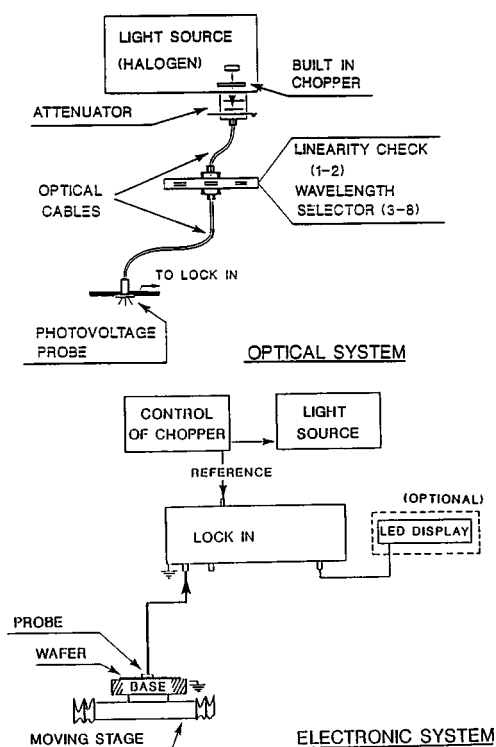 LIGHT SOURCE
(HALOGEN)
BUILT IN
CHOPPER
ATTENUATOR
LINEARITY CHECK
(1-2)
WAVELENGTH
SELECTOR (3-8)
OPTICAL
CABLES
TO LOCK IN
PHOTOVOLTAGE
PROBE
OPTICAL SYSTEM
CONTROL
OF CHOPPER
LIGHT
SOURCE
REFERENCE
LOCK IN
(OPTIONAL)
LED DISPLAY
PROBE
WAFER
BASE
MOVING STAGE
ELECTRONIC SYSTEM